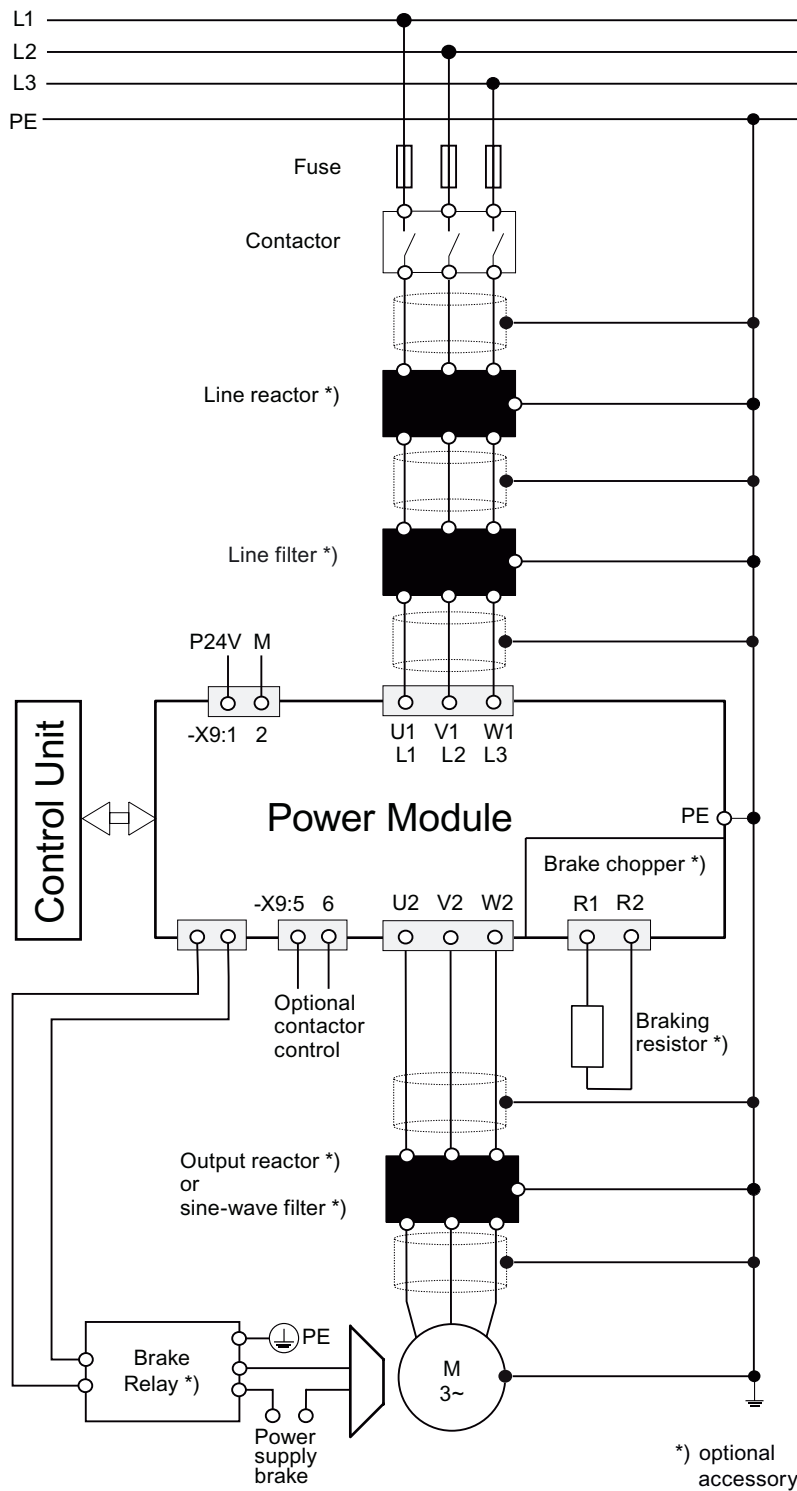 L1
L2
L3
PE
Fuse
Contactor
Line reactor *)
Line filter *)
P24V M
-X9:1 2
U1 V1 W1
L1 L2 L3
Control Unit
Power Module
PE
Brake chopper *)
-X9:5 6
U2 V2 W2
R1 R2
Optional
contactor
control
Braking
resistor *)
Output reactor *)
or
sine-wave filter *)
Brake
Relay *)
PE
M
3~
Power
supply
brake
*) optional
accessory